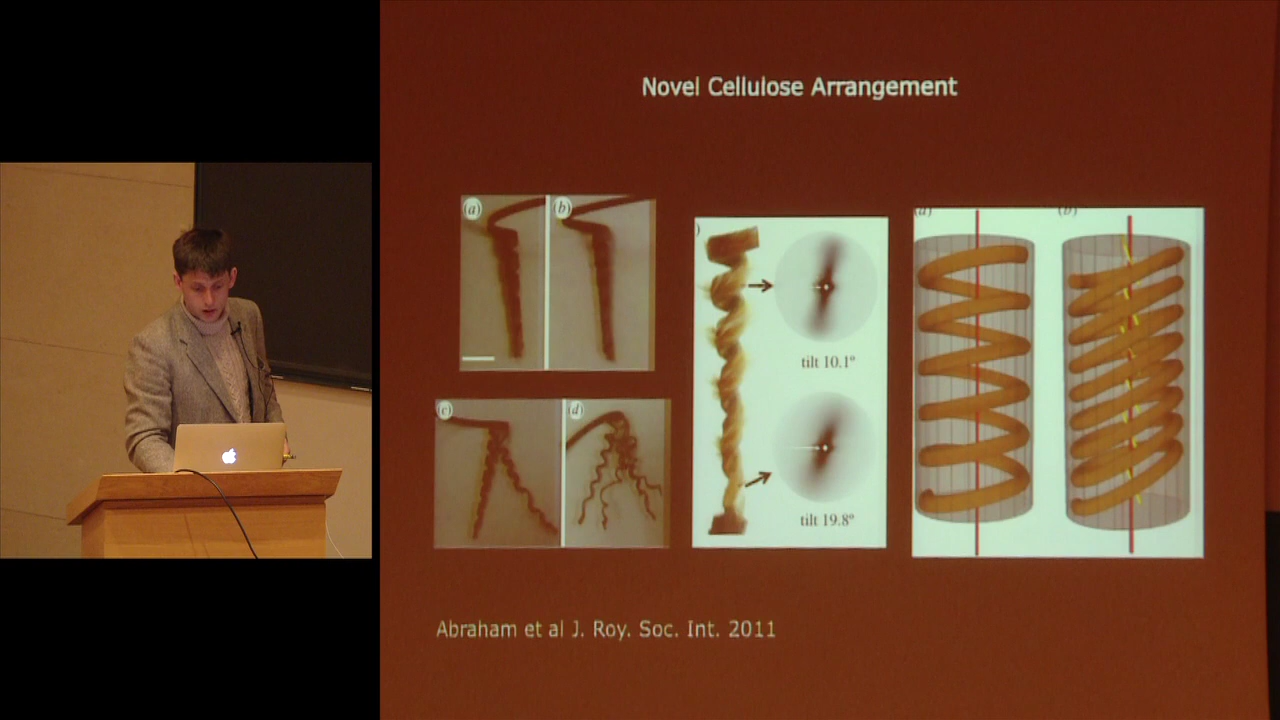 Novel Cellulose Arrangement
(a)
(b)
(c)
(d)
)
tilt 10.1°
tilt 19.8°
(a)
(b)
Abraham et al J. Roy. Soc. Int. 2011